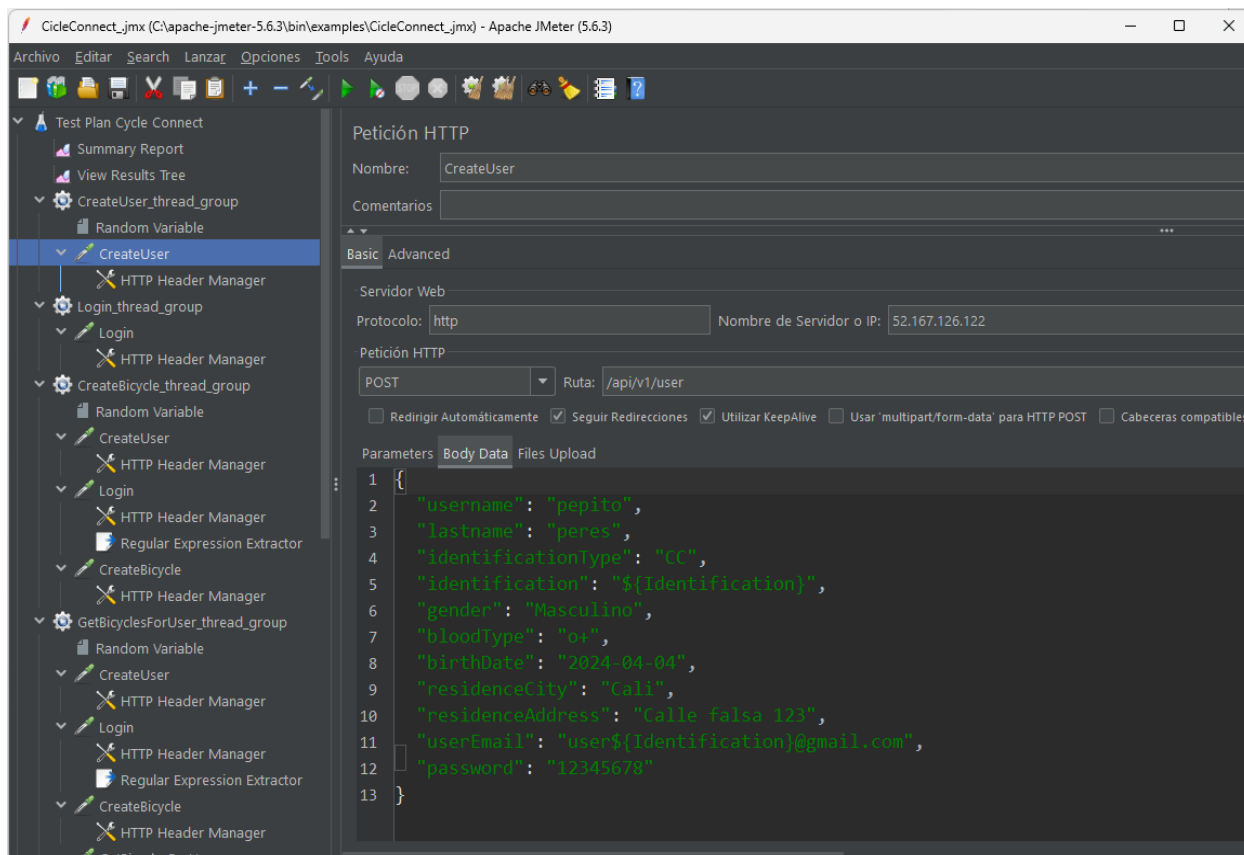 CicleConnect_.jmx (C:\apache-jmeter-5.6.3\bin\examples\CicleConnect_.jmx) - Apache JMeter (5.6.3)
Archivo Editar Search Lanzar Opciones Tools Ayuda
STOP
Test Plan Cycle Connect
Summary Report
View Results Tree
CreateUser_thread_group
Random Variable
CreateUser
HTTP Header Manager
Login_thread_group
Login
HTTP Header Manager
CreateBicycle_thread_group
Random Variable
CreateUser
HTTP Header Manager
Login
HTTP Header Manager
Regular Expression Extractor
CreateBicycle
HTTP Header Manager
GetBicyclesForUser_thread_group
Random Variable
CreateUser
HTTP Header Manager
Login
HTTP Header Manager
Regular Expression Extractor
CreateBicycle
HTTP Header Manager
Petición HTTP
Nombre: CreateUser
Comentarios
Basic Advanced
Servidor Web
Protocolo: http Nombre de Servidor o IP: 52.167.126.122
Petición HTTP
POST Ruta: /api/v1/user
Redirigir Automáticamente Seguir Redirecciones Utilizar KeepAlive Usar 'multipart/form-data' para HTTP POST Cabeceras compatibles
Parameters Body Data Files Upload
1 {
2 "username": "pepito",
3 "lastname": "peres",
4 "identificationType": "CC",
5 "identification": "${Identification}",
6 "gender": "Masculino",
7 "bloodType": "o+",
8 "birthDate": "2024-04-04",
9 "residenceCity": "Cali",
10 "residenceAddress": "Calle falsa 123",
11 "userEmail": "user${Identification}@gmail.com",
12 "password": "12345678"
13 }